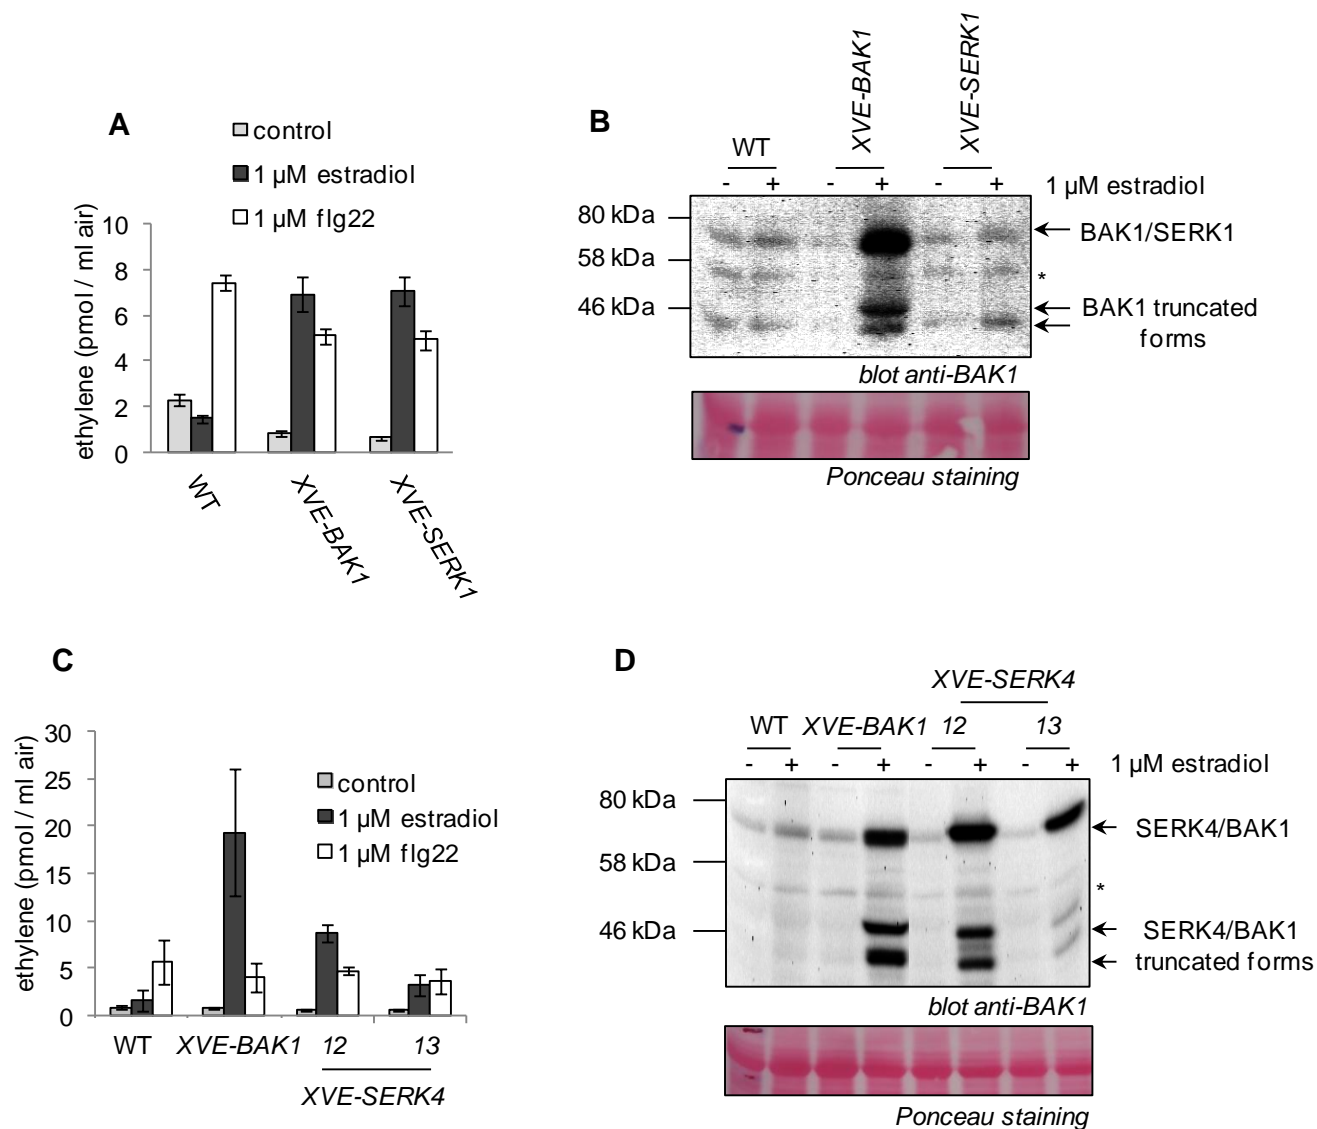 A
control
1 µM estradiol
1 µM flg22
ethylene (pmol / ml air)
10
8
6
4
2
0
WT
XVE-BAK1
XVE-SERK1
B
WT
XVE-BAK1
XVE-SERK1
- + - + - + 1 µM estradiol
80 kDa
58 kDa
46 kDa
BAK1/SERK1
*
BAK1 truncated
forms
blot anti-BAK1
Ponceau staining
C
control
1 µM estradiol
1 µM flg22
ethylene (pmol / ml air)
30
25
20
15
10
5
0
WT XVE-BAK1 12 13
XVE-SERK4
D
XVE-SERK4
WT XVE-BAK1 12 13
- + - + - + - + 1 µM estradiol
80 kDa
58 kDa
46 kDa
SERK4/BAK1
*
SERK4/BAK1
truncated forms
blot anti-BAK1
Ponceau staining